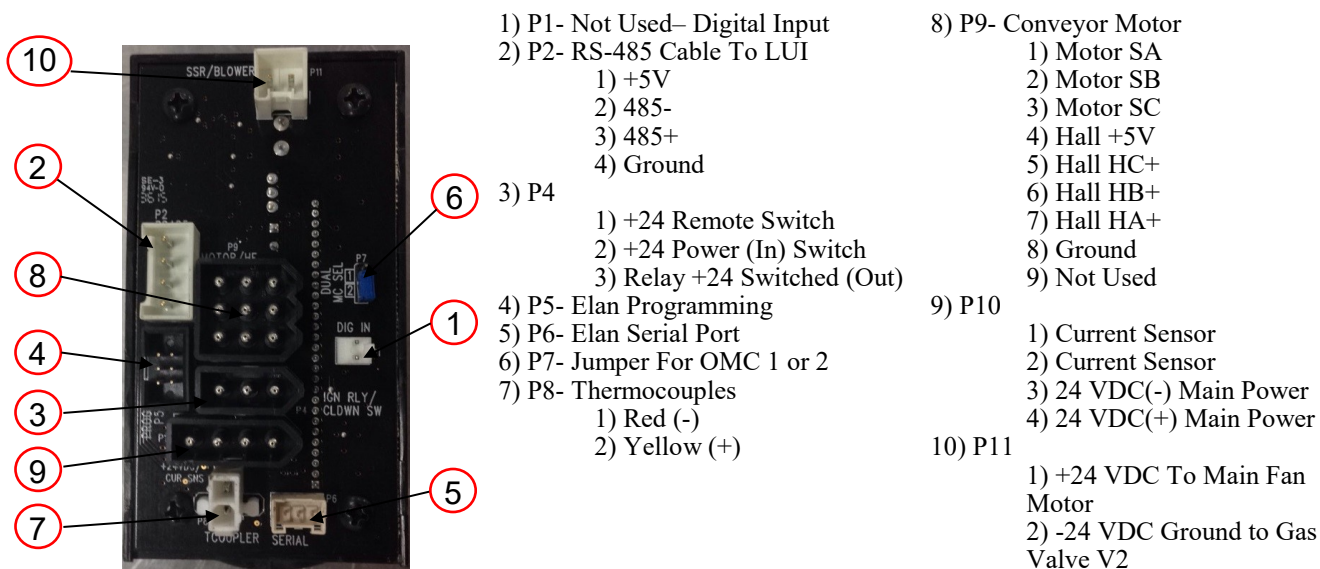 1) P1- Not Used– Digital Input
2) P2- RS-485 Cable To LUI
1) +5V
2) 485-
3) 485+
4) Ground
3) P4
1) +24 Remote Switch
2) +24 Power (In) Switch
3) Relay +24 Switched (Out)
4) P5- Elan Programming
5) P6- Elan Serial Port
6) P7- Jumper For OMC 1 or 2
7) P8- Thermocouples
1) Red (-)
2) Yellow (+)
8) P9- Conveyor Motor
1) Motor SA
2) Motor SB
3) Motor SC
4) Hall +5V
5) Hall HC+
6) Hall HB+
7) Hall HA+
8) Ground
9) Not Used
9) P10
1) Current Sensor
2) Current Sensor
3) 24 VDC(-) Main Power
4) 24 VDC(+) Main Power
10) P11
1) +24 VDC To Main Fan
Motor
2) -24 VDC Ground to Gas
Valve V2
10
2
6
8
1
4
3
9
5
7
SSR/BLOWER
P11
P2
P9
MOTOR/HE
P7
DUAL
MC SEL
1
2
DIG IN
IGN RLY/
CLDWN SW
P4
P5
+24VDC/
CUR SNS
P6
TCOUPLER
SERIAL